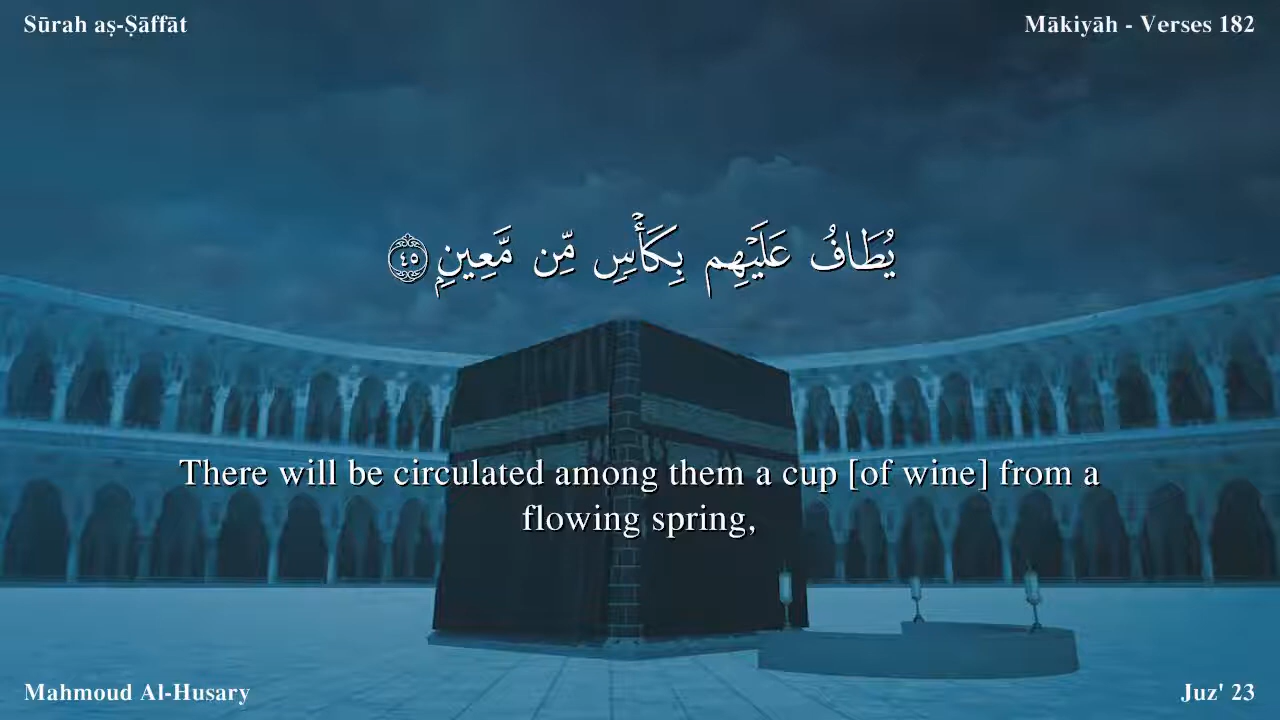 Sūrah aṣ-Ṣāffāt
Mākiyāh - Verses 182
يُطَافُ عَلَيْهِم بِكَأْسٍ مِّن مَّعِينٍۭ ٤٥
There will be circulated among them a cup [of wine] from a
flowing spring,
Mahmoud Al-Husary
Juz' 23